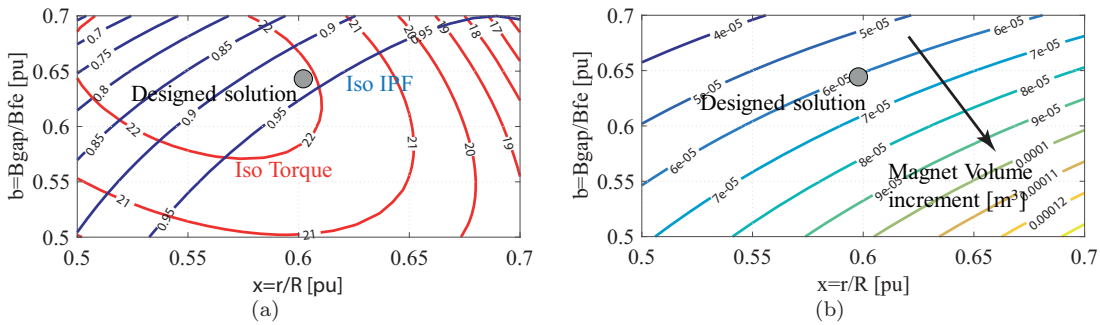 0.7
0.65
0.6
0.55
0.5
b=Bgap/Bfe [pu]
0.7
0.75
0.8
0.85
0.85
0.9
0.9
0.95
0.95
0.95
22
22
22
21
21
21
21
20
20
19
19
18
17
Designed solution
Iso IPF
Iso Torque
0.5
0.55
0.6
0.65
0.7
x=r/R [pu]
(a)
0.7
0.65
0.6
0.55
0.5
b=Bgap/Bfe [pu]
4e-05
5e-05
5e-05
6e-05
6e-05
6e-05
7e-05
7e-05
7e-05
8e-05
8e-05
9e-05
9e-05
0.0001
0.00011
0.00012
Designed solution
Magnet Volume
increment [m³]
0.5
0.55
0.6
0.65
0.7
x=r/R [pu]
(b)